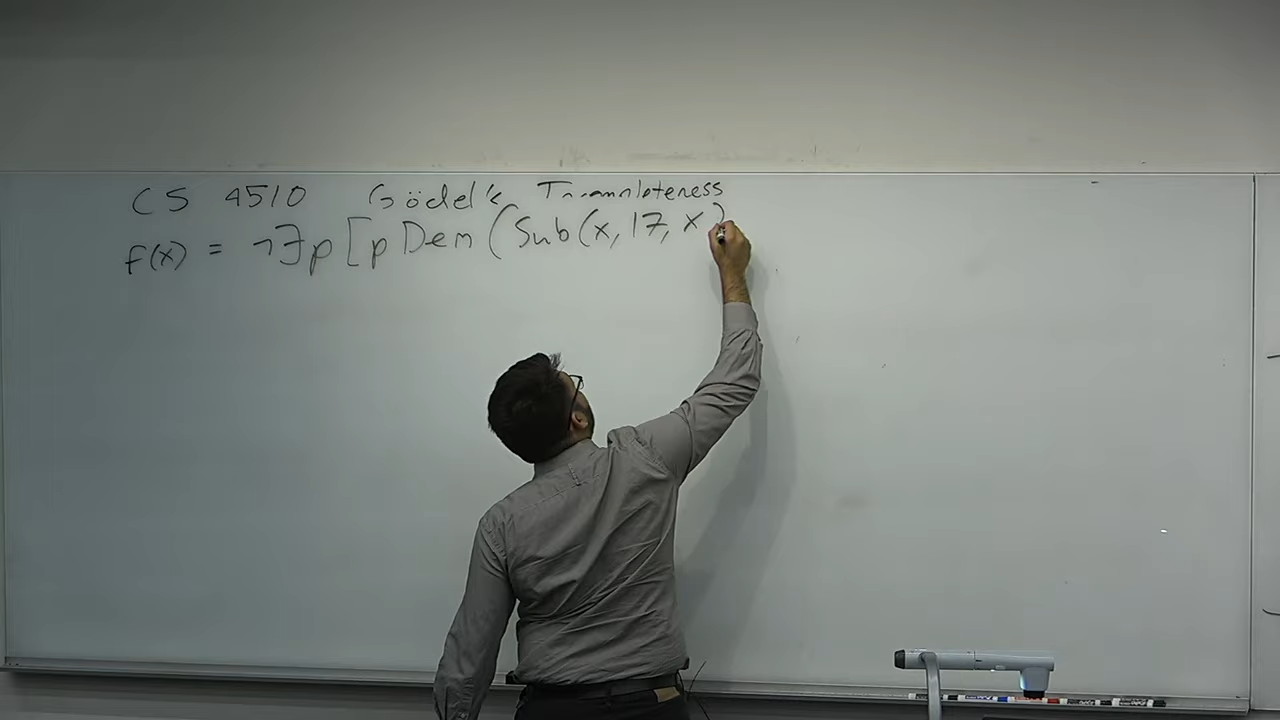 CS 4510 Gödel's Incompleteness
f(x) = ¬∃p [p Dem (Sub(x, 17, x)